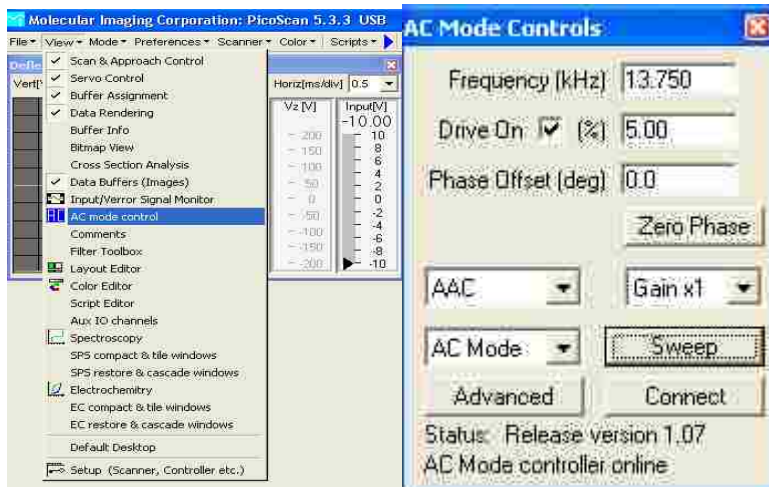 Molecular Imaging Corporation: PicoScan 5.3.3 USB
File View Mode Preferences Scanner Color Scripts
Horiz[ms/div] 0.5
Vz [V] Input[V]
-10.00
200
150
100
50
0
-50
-100
-150
-200
10
8
6
4
2
0
-2
-4
-6
-8
-10
Scan & Approach Control
Servo Control
Buffer Assignment
Data Rendering
Buffer Info
Bitmap View
Cross Section Analysis
Data Buffers (Images)
Input/Verror Signal Monitor
AC mode control
Comments
Filter Toolbox
Layout Editor
Color Editor
Script Editor
Aux IO channels
Spectroscopy
SPS compact & tile windows
SPS restore & cascade windows
Electrochemitry
EC compact & tile windows
EC restore & cascade windows
Default Desktop
Setup (Scanner, Controller etc.)
AC Mode Controls
Frequency (kHz) 13.750
Drive On (%) 5.00
Phase Offset (deg) 0.0
Zero Phase
AAC Gain x1
AC Mode Sweep
Advanced Connect
Status: Release version 1.07
AC Mode controller online